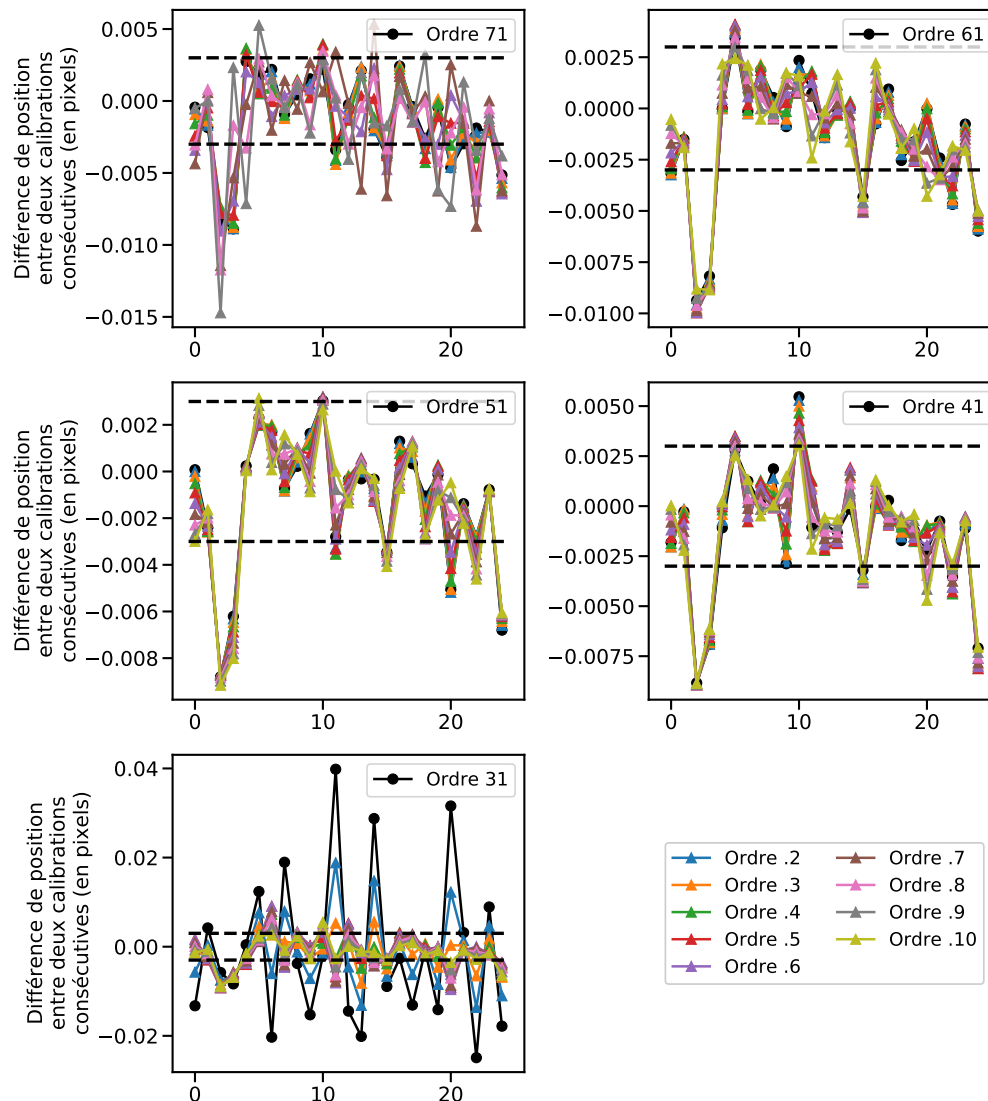 Différence de position
entre deux calibrations
consécutives (en pixels)
0.005
0.000
−0.005
−0.010
−0.015
0
10
20
Ordre 71
0.0025
0.0000
−0.0025
−0.0050
−0.0075
−0.0100
0
10
20
Ordre 61
Différence de position
entre deux calibrations
consécutives (en pixels)
0.002
0.000
−0.002
−0.004
−0.006
−0.008
0
10
20
Ordre 51
0.0050
0.0025
0.0000
−0.0025
−0.0050
−0.0075
0
10
20
Ordre 41
Différence de position
entre deux calibrations
consécutives (en pixels)
0.04
0.02
0.00
−0.02
0
10
20
Ordre 31
Ordre .2
Ordre .3
Ordre .4
Ordre .5
Ordre .6
Ordre .7
Ordre .8
Ordre .9
Ordre .10